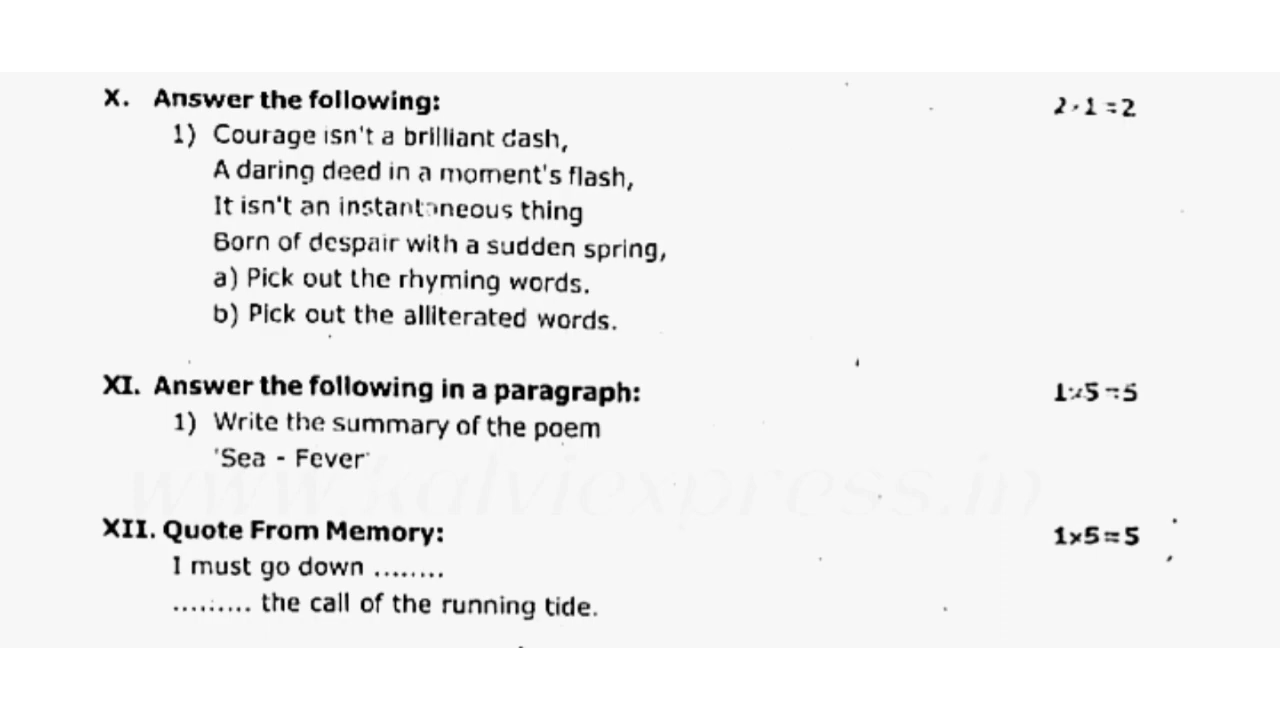 X. Answer the following: 2×1=2
1) Courage isn't a brilliant dash,
A daring deed in a moment's flash,
It isn't an instantaneous thing
Born of despair with a sudden spring,
a) Pick out the rhyming words.
b) Pick out the alliterated words.
XI. Answer the following in a paragraph: 1×5=5
1) Write the summary of the poem
'Sea - Fever'
www.kalviexpress.in
XII. Quote From Memory: 1×5=5
I must go down ........
......... the call of the running tide.